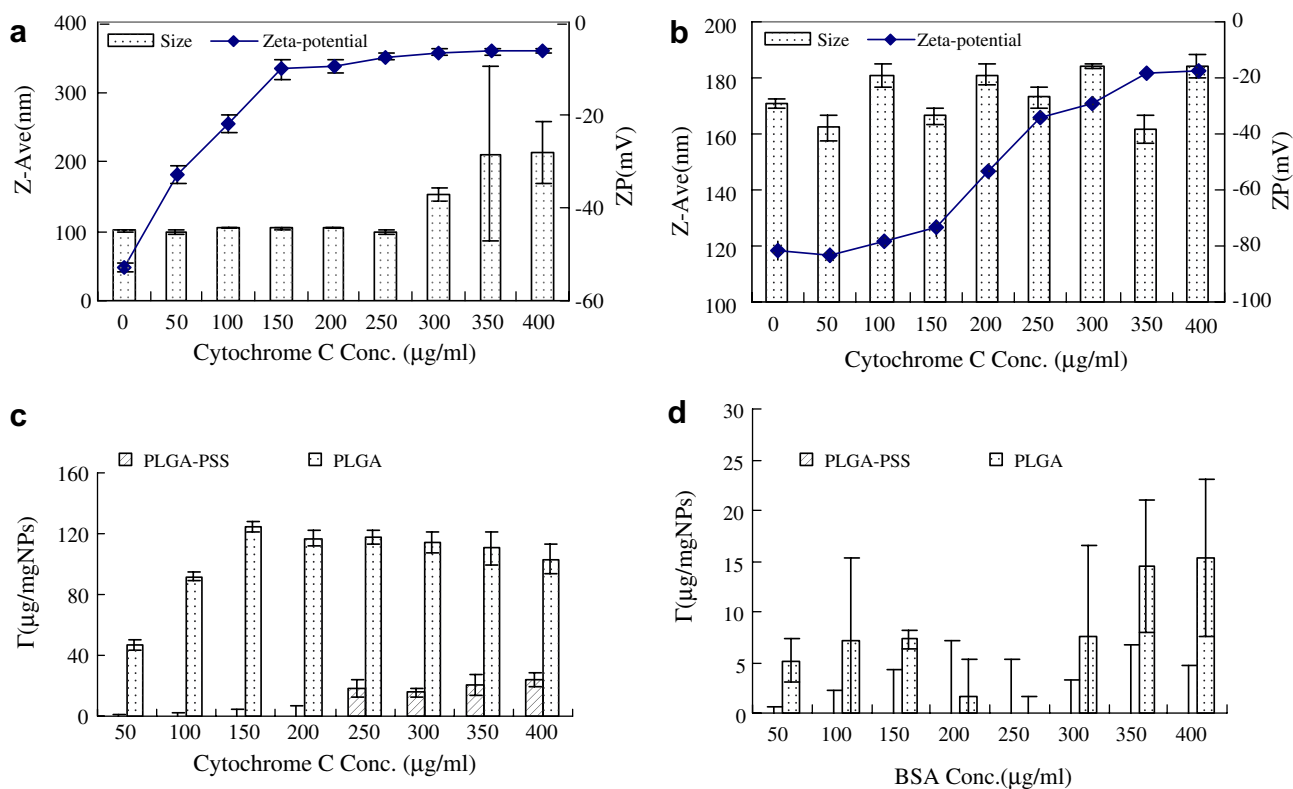 a
Size
Zeta-potential
400
300
200
100
0
Z-Ave(nm)
0
-20
-40
-60
ZP(mV)
0 50 100 150 200 250 300 350 400
Cytochrome C Conc. (μg/ml)
b
Size
Zeta-potential
200
180
160
140
120
100
Z-Ave(nm)
0
-20
-40
-60
-80
-100
ZP(mV)
0 50 100 150 200 250 300 350 400
Cytochrome C Conc. (μg/ml)
c
PLGA-PSS
PLGA
160
120
80
40
0
Γ(μg/mgNPs)
50 100 150 200 250 300 350 400
Cytochrome C Conc. (μg/ml)
d
PLGA-PSS
PLGA
30
25
20
15
10
5
0
Γ(μg/mgNPs)
50 100 150 200 250 300 350 400
BSA Conc.(μg/ml)